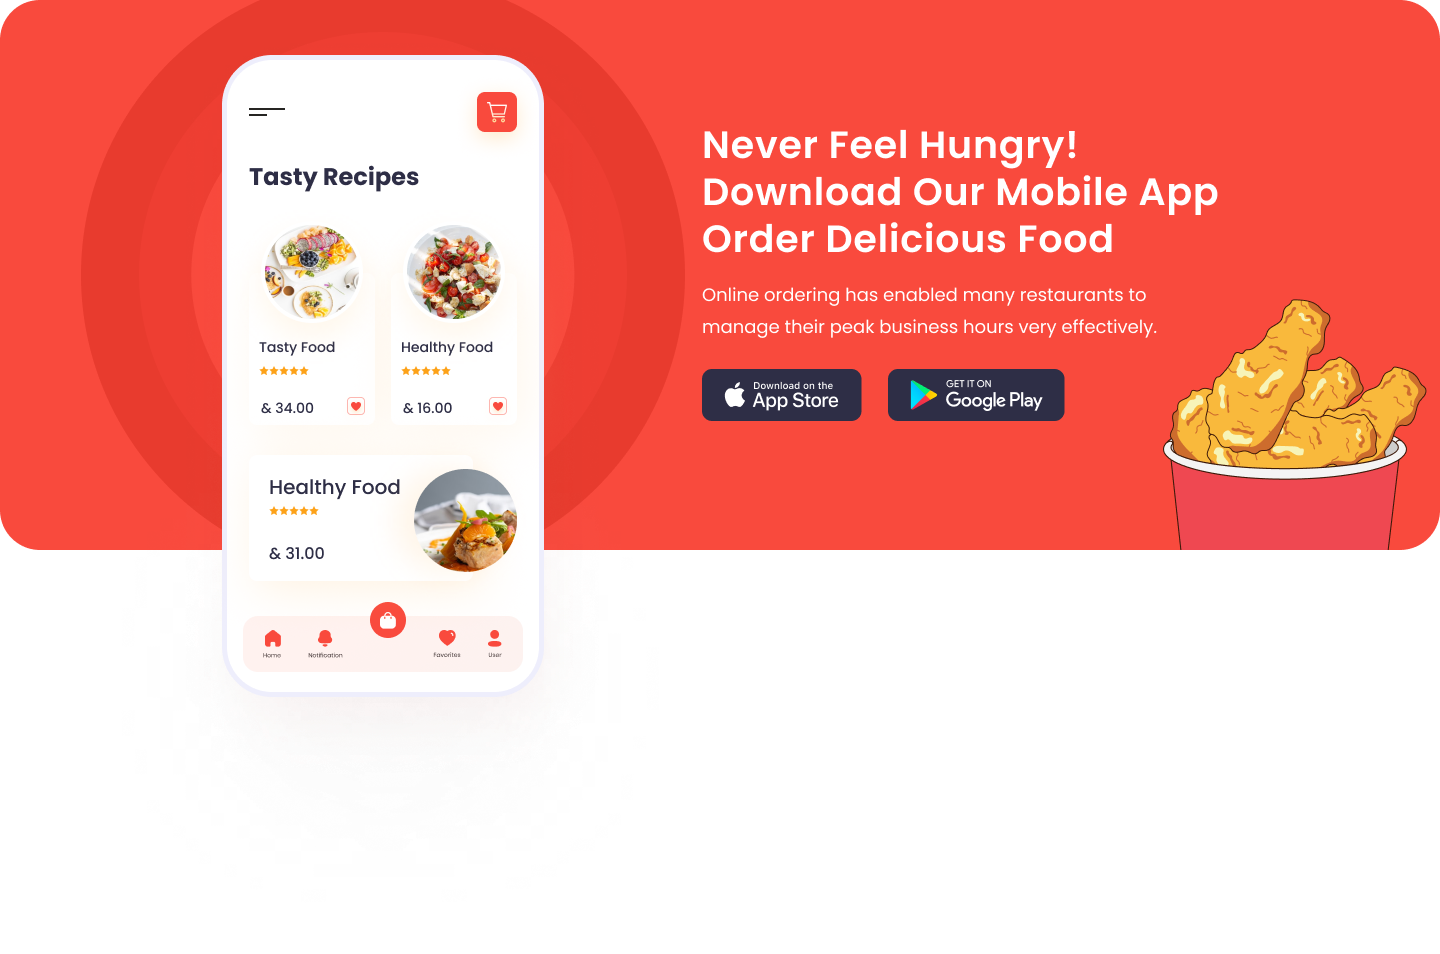 Tasty Recipes
Tasty Food
& 34.00
Healthy Food
& 16.00
Healthy Food
& 31.00
Home
Notification
Favorites
User
Never Feel Hungry!
Download Our Mobile App
Order Delicious Food
Online ordering has enabled many restaurants to
manage their peak business hours very effectively.
Download on the
App Store
GET IT ON
Google Play